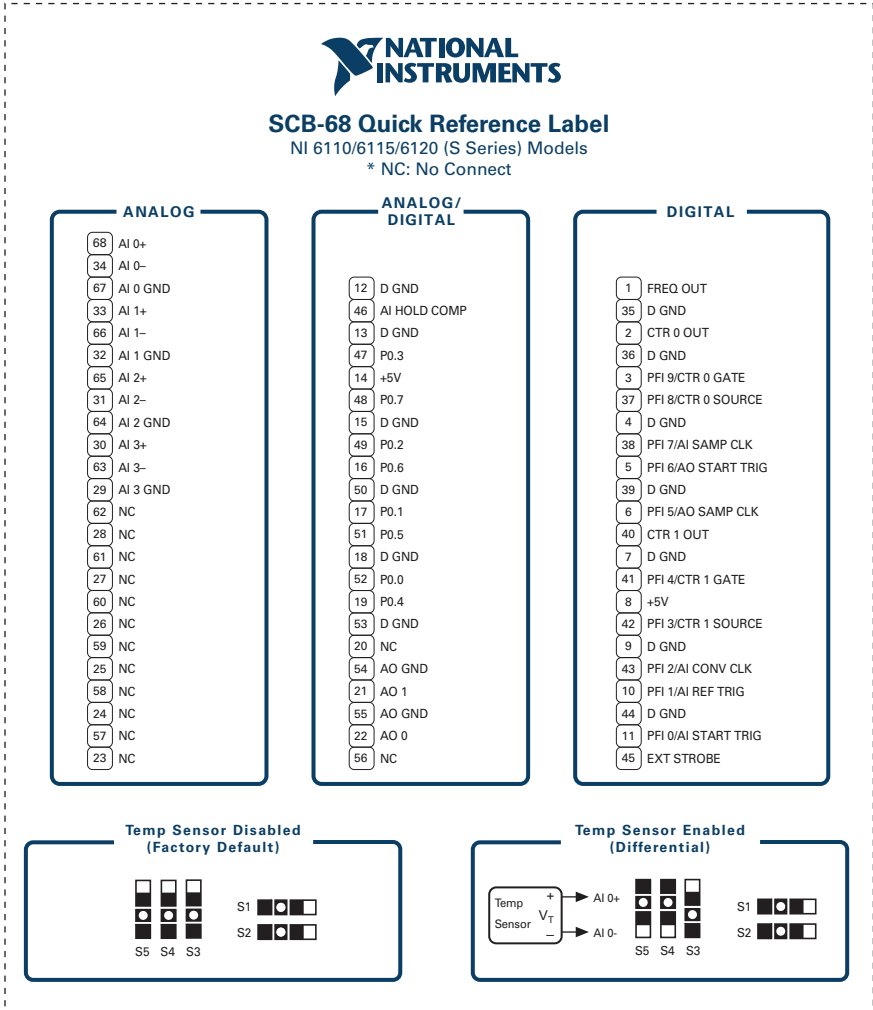 NATIONAL
INSTRUMENTS
SCB-68 Quick Reference Label
NI 6110/6115/6120 (S Series) Models
* NC: No Connect
ANALOG
68 AI 0+
34 AI 0–
67 AI 0 GND
33 AI 1+
66 AI 1–
32 AI 1 GND
65 AI 2+
31 AI 2–
64 AI 2 GND
30 AI 3+
63 AI 3–
29 AI 3 GND
62 NC
28 NC
61 NC
27 NC
60 NC
26 NC
59 NC
25 NC
58 NC
24 NC
57 NC
23 NC
ANALOG/
DIGITAL
12 D GND
46 AI HOLD COMP
13 D GND
47 P0.3
14 +5V
48 P0.7
15 D GND
49 P0.2
16 P0.6
50 D GND
17 P0.1
51 P0.5
18 D GND
52 P0.0
19 P0.4
53 D GND
20 NC
54 AO GND
21 AO 1
55 AO GND
22 AO 0
56 NC
DIGITAL
1 FREQ OUT
35 D GND
2 CTR 0 OUT
36 D GND
3 PFI 9/CTR 0 GATE
37 PFI 8/CTR 0 SOURCE
4 D GND
38 PFI 7/AI SAMP CLK
5 PFI 6/AO START TRIG
39 D GND
6 PFI 5/AO SAMP CLK
40 CTR 1 OUT
7 D GND
41 PFI 4/CTR 1 GATE
8 +5V
42 PFI 3/CTR 1 SOURCE
9 D GND
43 PFI 2/AI CONV CLK
10 PFI 1/AI REF TRIG
44 D GND
11 PFI 0/AI START TRIG
45 EXT STROBE
Temp Sensor Disabled
(Factory Default)
S1
S2
S5 S4 S3
Temp Sensor Enabled
(Differential)
Temp
Sensor
+
VT
–
AI 0+
AI 0-
S5 S4 S3
S1
S2